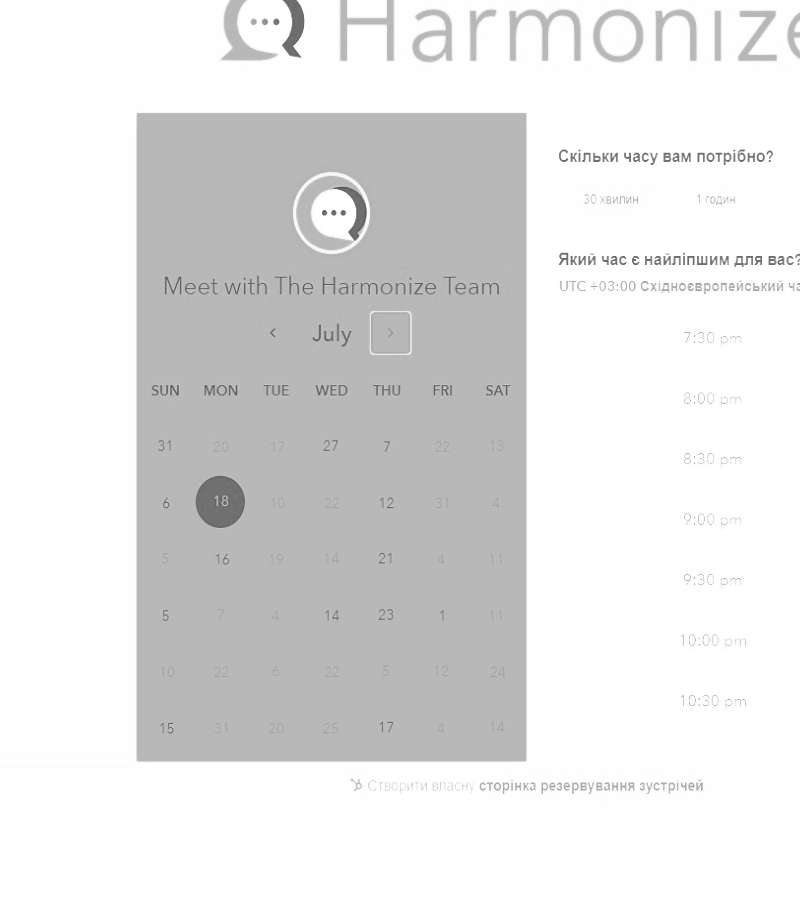 Harmonize
Meet with The Harmonize Team
July
SUN MON TUE WED THU FRI SAT
31 20 17 27 7 22 13
6 18 10 22 12 31 4
5 16 19 14 21 4 11
5 7 4 14 23 1 11
10 22 6 22 5 12 24
15 31 20 25 17 4 14
Скільки часу вам потрібно?
30 хвилин 1 годин
Який час є найліпшим для вас?
UTC +03:00 Східноєвропейський ча
7:30 pm
8:00 pm
8:30 pm
9:00 pm
9:30 pm
10:00 pm
10:30 pm
Створити власну сторінка резервування зустрічей